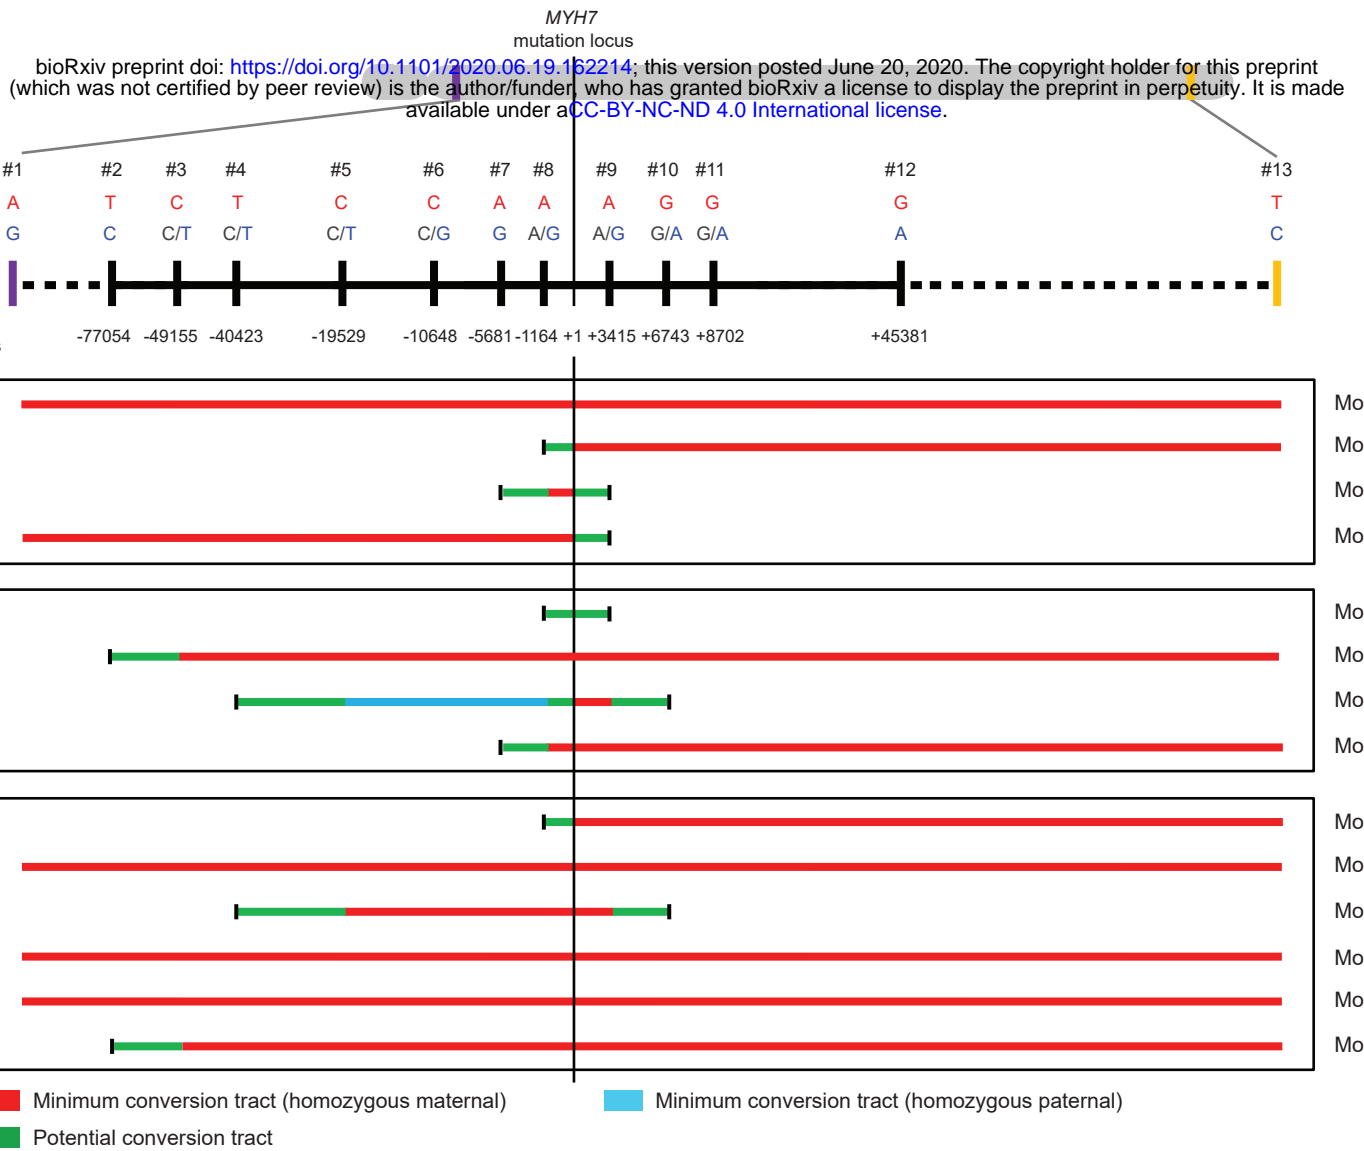 MYH7
mutation locus
bioRxiv preprint doi: https://doi.org/10.1101/2020.06.19.162214; this version posted June 20, 2020. The copyright holder for this preprint
(which was not certified by peer review) is the author/funder, who has granted bioRxiv a license to display the preprint in perpetuity. It is made
available under aCC-BY-NC-ND 4.0 International license.
#1 #2 #3 #4 #5 #6 #7 #8 #9 #10 #11 #12 #13
A T C T C C A A A G G G T
G C C/T C/T C/T C/G G A/G A/G G/A G/A A C
-77054 -49155 -40423 -19529 -10648 -5681 -1164 +1 +3415 +6743 +8702 +45381
s
Mo
Mo
Mo
Mo
Mo
Mo
Mo
Mo
Mo
Mo
Mo
Mo
Mo
Mo
Minimum conversion tract (homozygous maternal) Minimum conversion tract (homozygous paternal)
Potential conversion tract